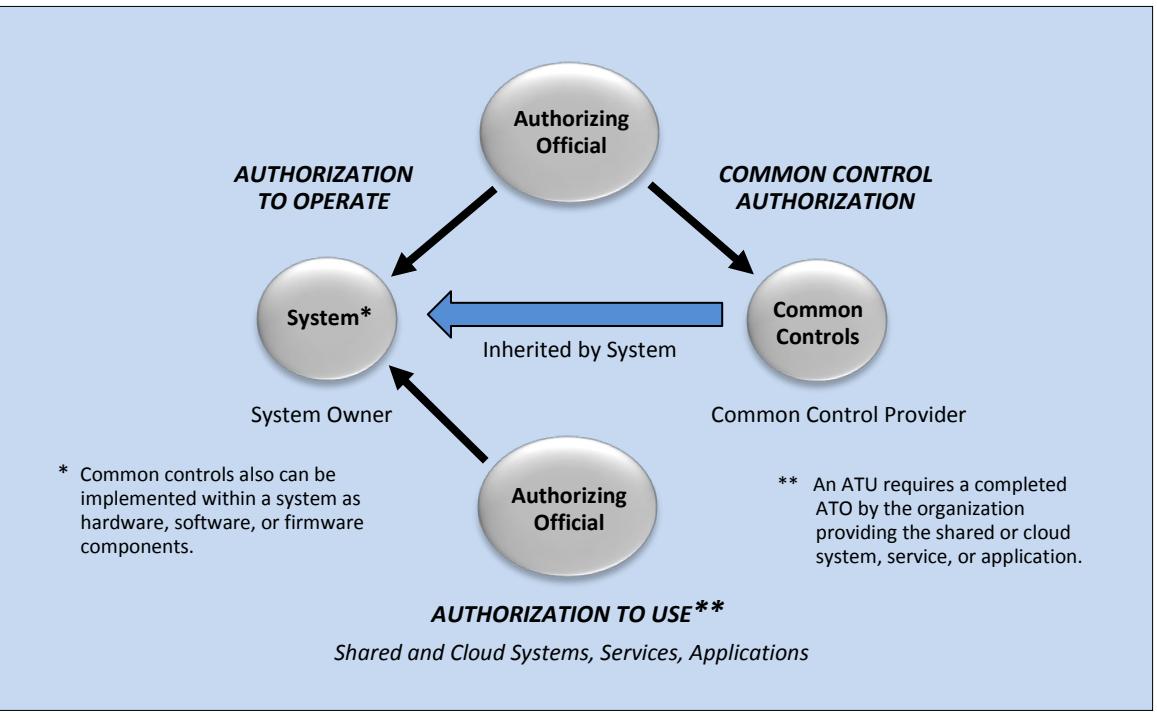 Authorizing
Official
AUTHORIZATION
TO OPERATE
COMMON CONTROL
AUTHORIZATION
System*
Common
Controls
Inherited by System
System Owner
Common Control Provider
* Common controls also can be
implemented within a system as
hardware, software, or firmware
components.
Authorizing
Official
** An ATU requires a completed
ATO by the organization
providing the shared or cloud
system, service, or application.
AUTHORIZATION TO USE**
Shared and Cloud Systems, Services, Applications